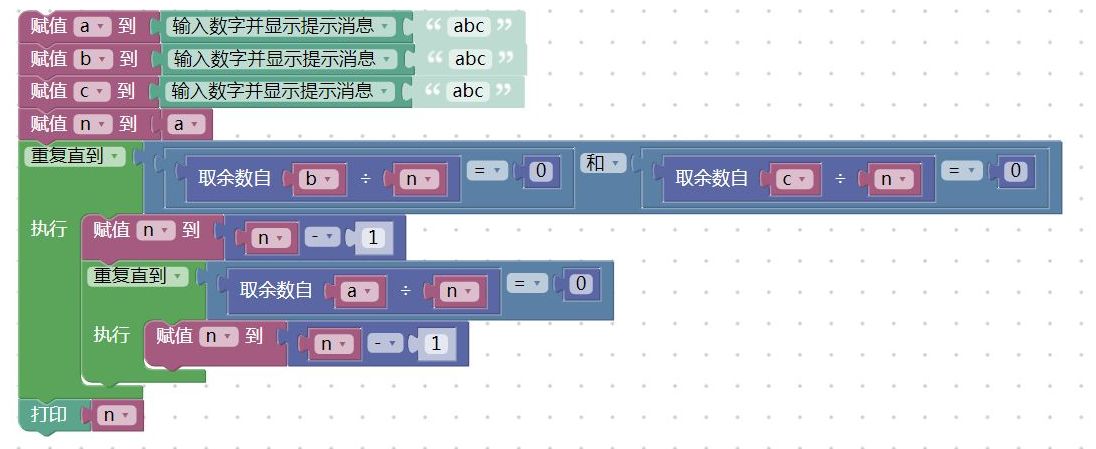 赋值 a 到 输入数字并显示提示消息 “ abc ”
赋值 b 到 输入数字并显示提示消息 “ abc ”
赋值 c 到 输入数字并显示提示消息 “ abc ”
赋值 n 到 a
重复直到 取余数自 b ÷ n = 0 和 取余数自 c ÷ n = 0
执行 赋值 n 到 n - 1
重复直到 取余数自 a ÷ n = 0
执行 赋值 n 到 n - 1
打印 n